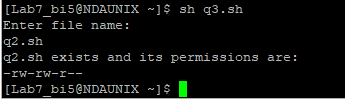 [Lab7_bi5@NDAUNIX ~]$ sh q3.sh
Enter file name:
q2.sh
q2.sh exists and its permissions are:
-rw-rw-r--
[Lab7_bi5@NDAUNIX ~]$